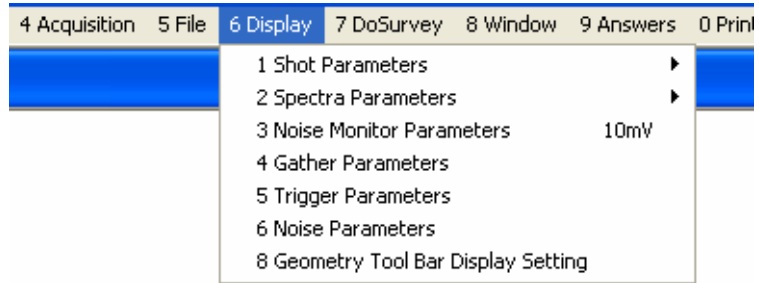 4 Acquisition 5 File 6 Display 7 DoSurvey 8 Window 9 Answers 0 Print
1 Shot Parameters
2 Spectra Parameters
3 Noise Monitor Parameters 10mV
4 Gather Parameters
5 Trigger Parameters
6 Noise Parameters
8 Geometry Tool Bar Display Setting